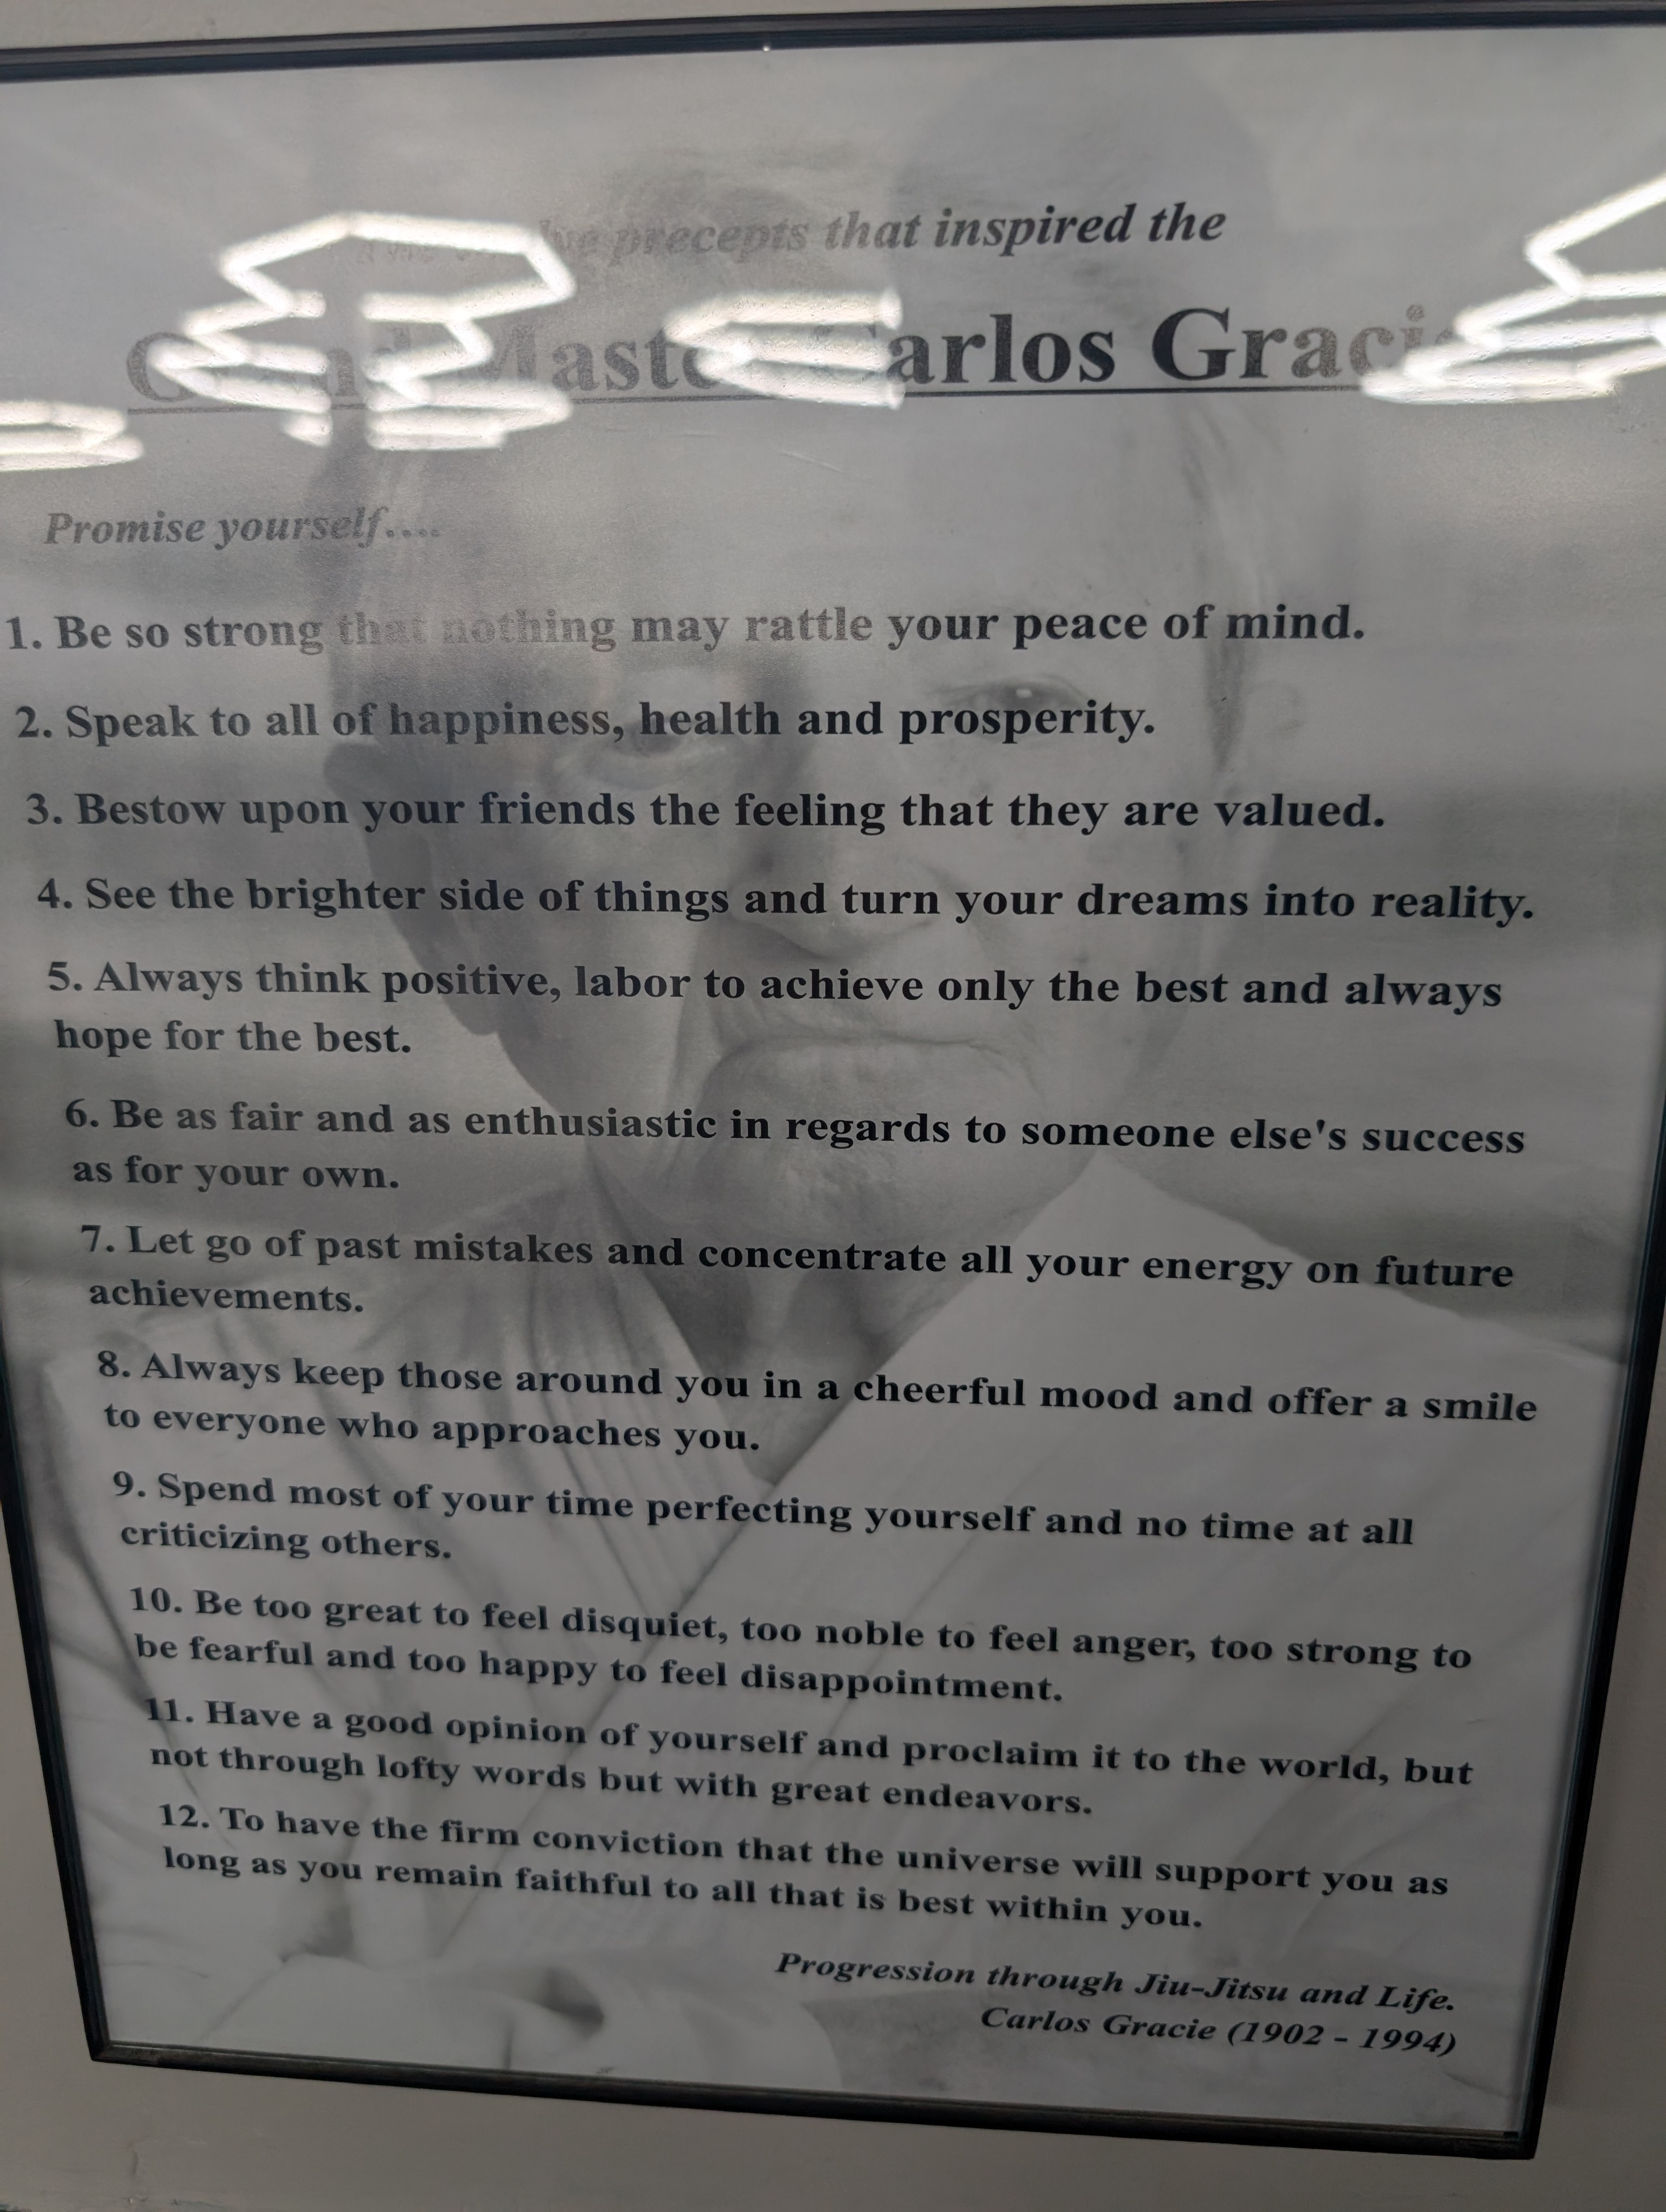 The twelve precepts that inspired the
Grand Master Carlos Gracie
Promise yourself....
1. Be so strong that nothing may rattle your peace of mind.
2. Speak to all of happiness, health and prosperity.
3. Bestow upon your friends the feeling that they are valued.
4. See the brighter side of things and turn your dreams into reality.
5. Always think positive, labor to achieve only the best and always
hope for the best.
6. Be as fair and as enthusiastic in regards to someone else's success
as for your own.
7. Let go of past mistakes and concentrate all your energy on future
achievements.
8. Always keep those around you in a cheerful mood and offer a smile
to everyone who approaches you.
9. Spend most of your time perfecting yourself and no time at all
criticizing others.
10. Be too great to feel disquiet, too noble to feel anger, too strong to
be fearful and too happy to feel disappointment.
11. Have a good opinion of yourself and proclaim it to the world, but
not through lofty words but with great endeavors.
12. To have the firm conviction that the universe will support you as
long as you remain faithful to all that is best within you.
Progression through Jiu-Jitsu and Life.
Carlos Gracie (1902 - 1994)